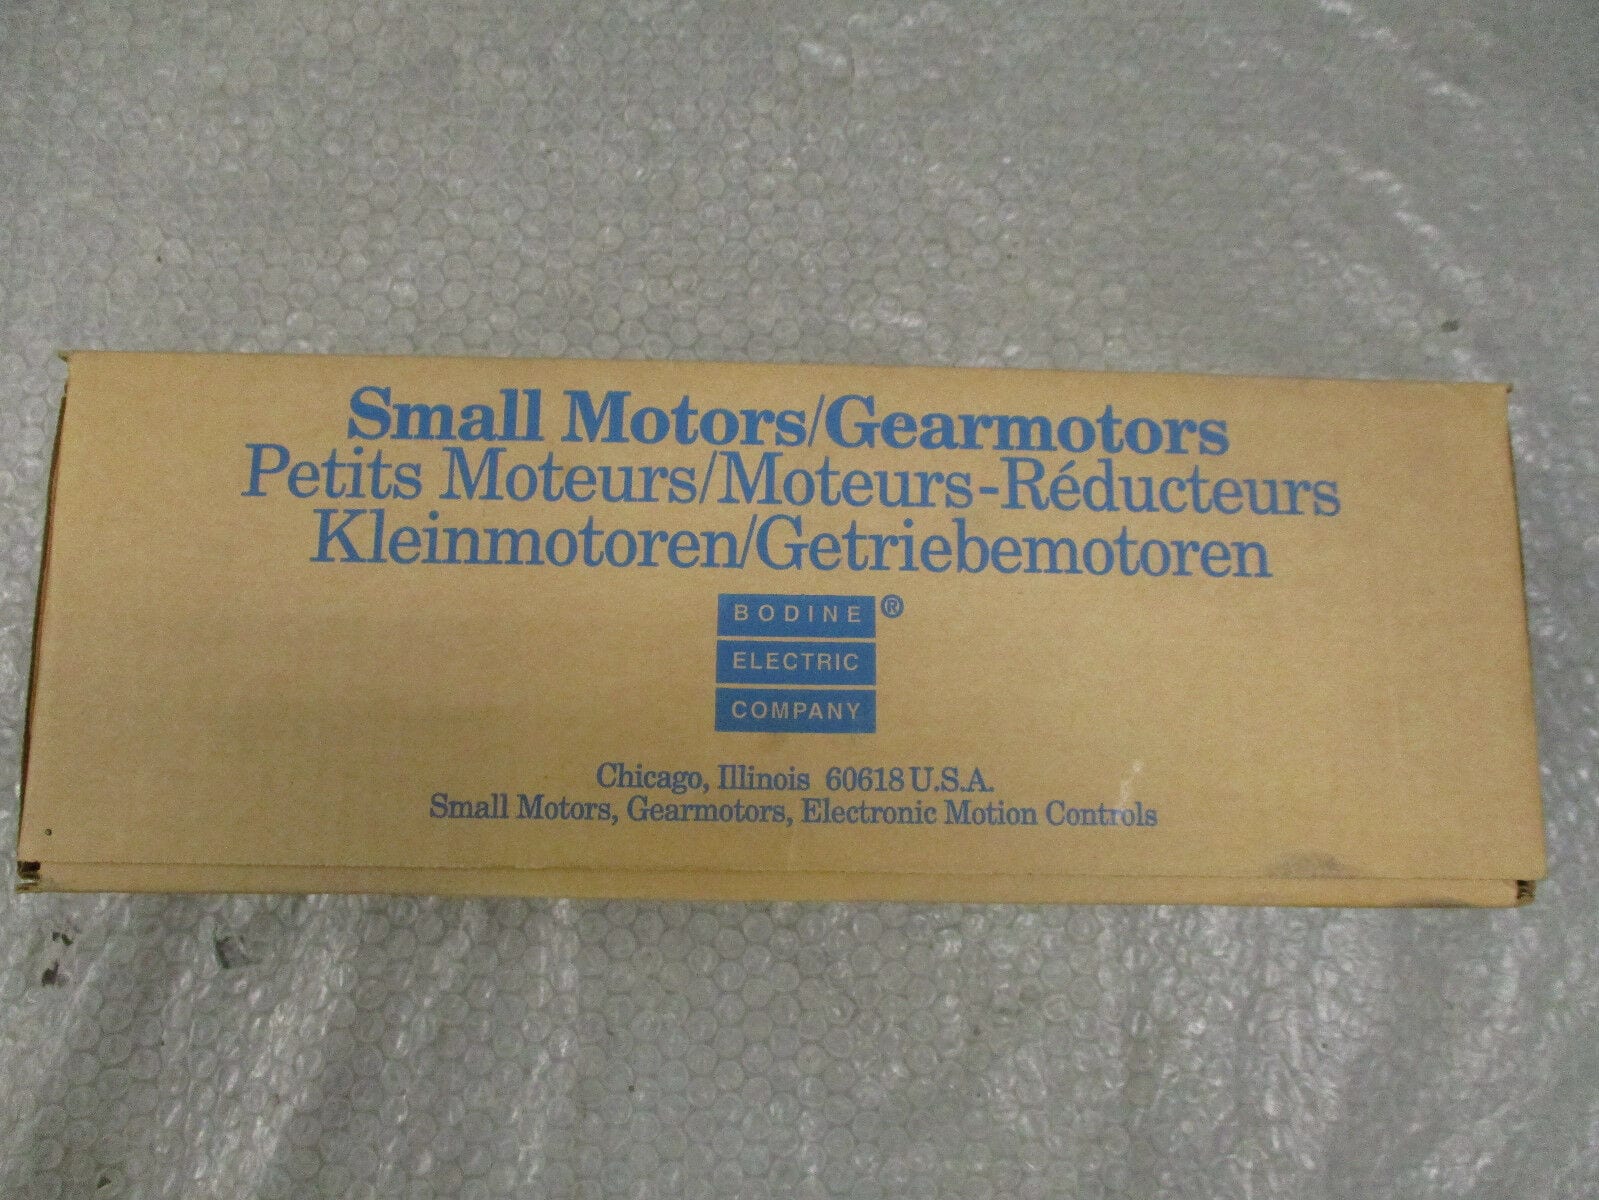 Small Motors/Gearmotors
Petits Moteurs/Moteurs-Réducteurs
Kleinmotoren/Getriebemotoren
BODINE ®
ELECTRIC
COMPANY
Chicago, Illinois 60618 U.S.A.
Small Motors, Gearmotors, Electronic Motion Controls